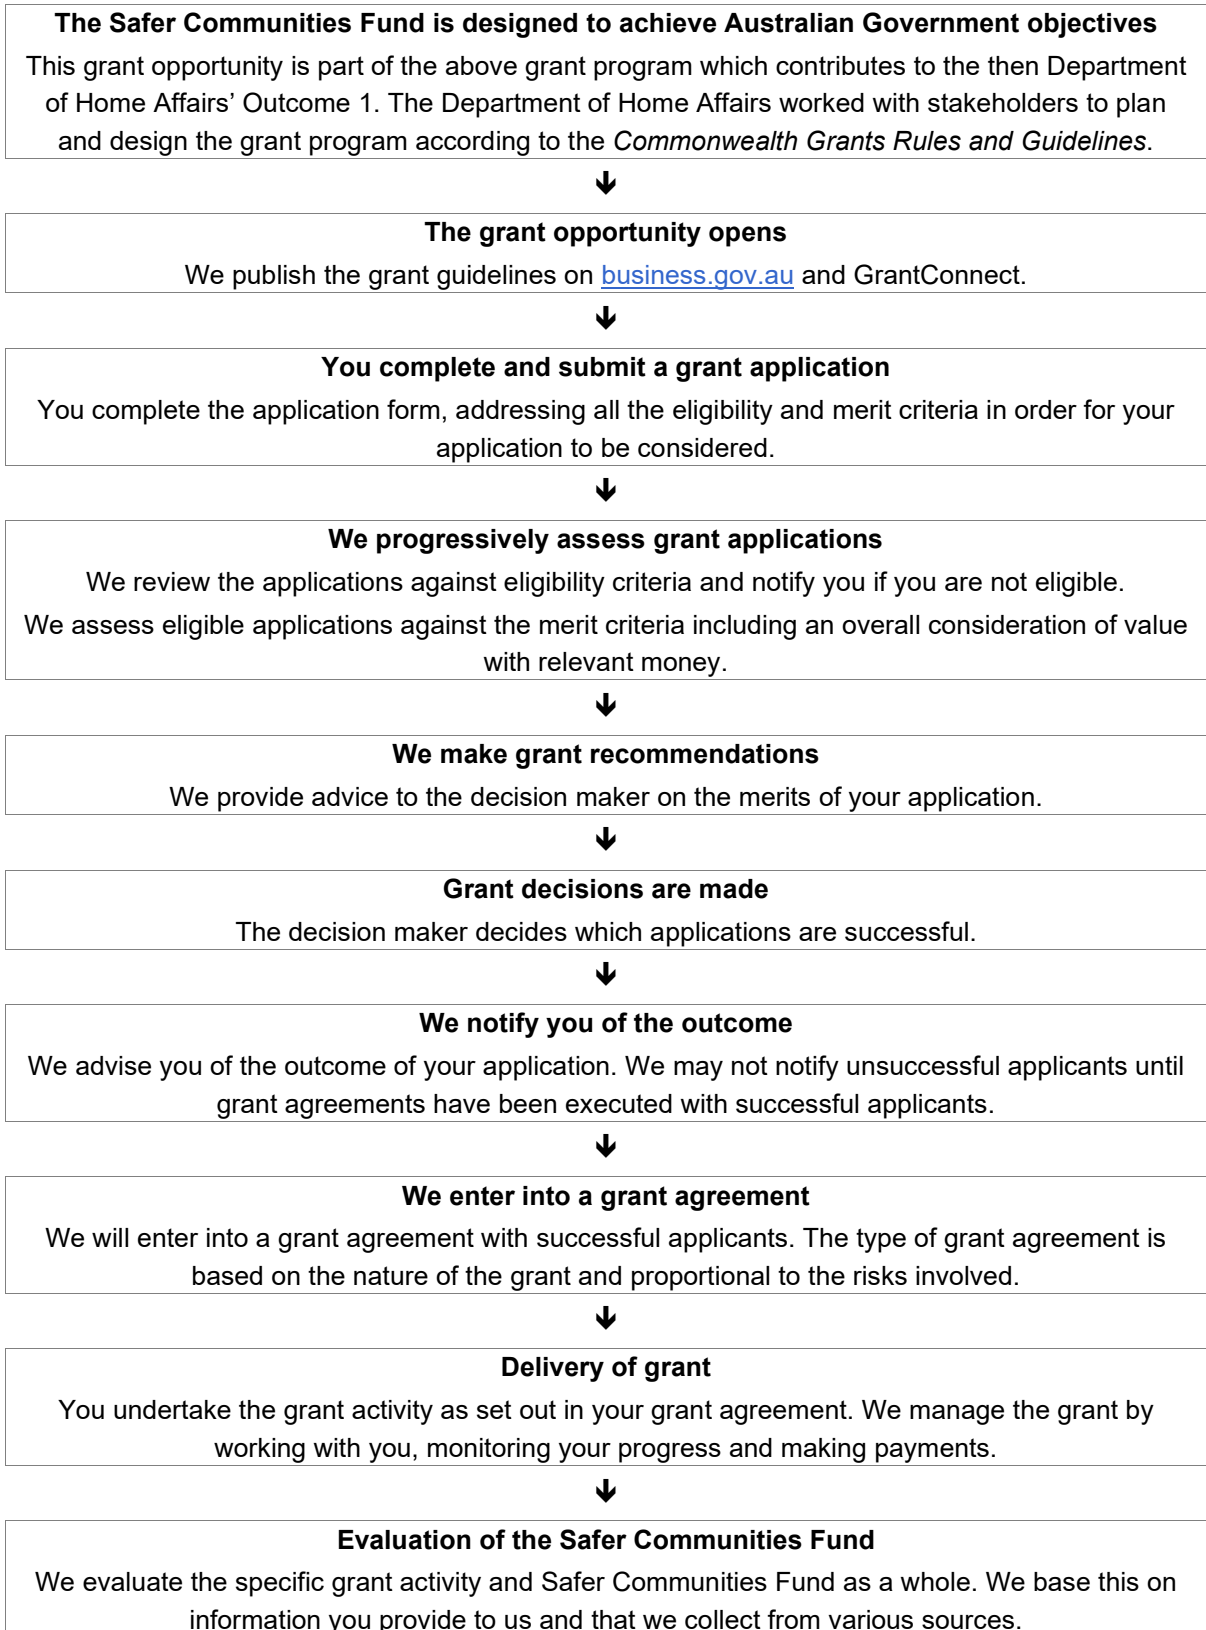 The Safer Communities Fund is designed to achieve Australian Government objectives
This grant opportunity is part of the above grant program which contributes to the then Department
of Home Affairs’ Outcome 1. The Department of Home Affairs worked with stakeholders to plan
and design the grant program according to the Commonwealth Grants Rules and Guidelines.
The grant opportunity opens
We publish the grant guidelines on business.gov.au and GrantConnect.
You complete and submit a grant application
You complete the application form, addressing all the eligibility and merit criteria in order for your
application to be considered.
We progressively assess grant applications
We review the applications against eligibility criteria and notify you if you are not eligible.
We assess eligible applications against the merit criteria including an overall consideration of value
with relevant money.
We make grant recommendations
We provide advice to the decision maker on the merits of your application.
Grant decisions are made
The decision maker decides which applications are successful.
We notify you of the outcome
We advise you of the outcome of your application. We may not notify unsuccessful applicants until
grant agreements have been executed with successful applicants.
We enter into a grant agreement
We will enter into a grant agreement with successful applicants. The type of grant agreement is
based on the nature of the grant and proportional to the risks involved.
Delivery of grant
You undertake the grant activity as set out in your grant agreement. We manage the grant by
working with you, monitoring your progress and making payments.
Evaluation of the Safer Communities Fund
We evaluate the specific grant activity and Safer Communities Fund as a whole. We base this on
information you provide to us and that we collect from various sources.